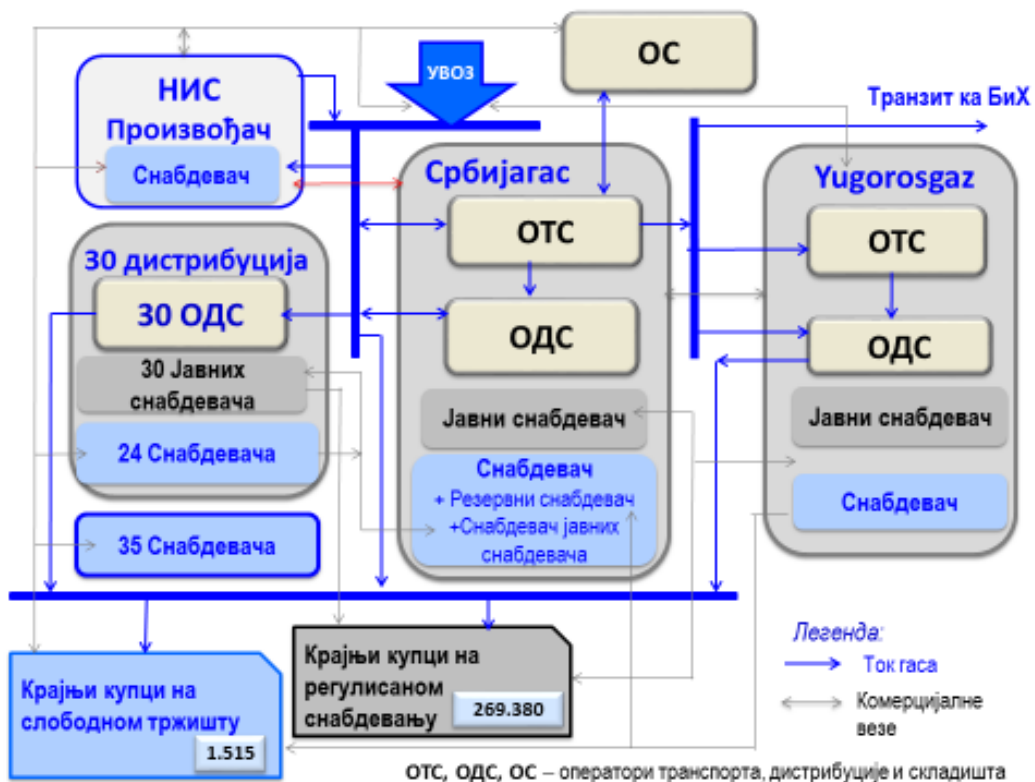 ОС
УВОЗ
НИС
Произвођач
Снабдевач
Транзит ка БиХ
Србијагас
ОТС
ОДС
Јавни снабдевач
Снабдевач
+ Резервни снабдевач
+Снабдевач јавних
снабдевача
Yugorosgaz
ОТС
ОДС
Јавни снабдевач
Снабдевач
30 дистрибуција
30 ОДС
30 Јавних
снабдевача
24 Снабдевача
35 Снабдевача
Крајњи купци на
слободном тржишту
1.515
Крајњи купци на
регулисаном
снабдевању
269.380
Легенда:
Ток гаса
Комерцијалне
везе
ОТС, ОДС, ОС – оператори транспорта, дистрибуције и складишта